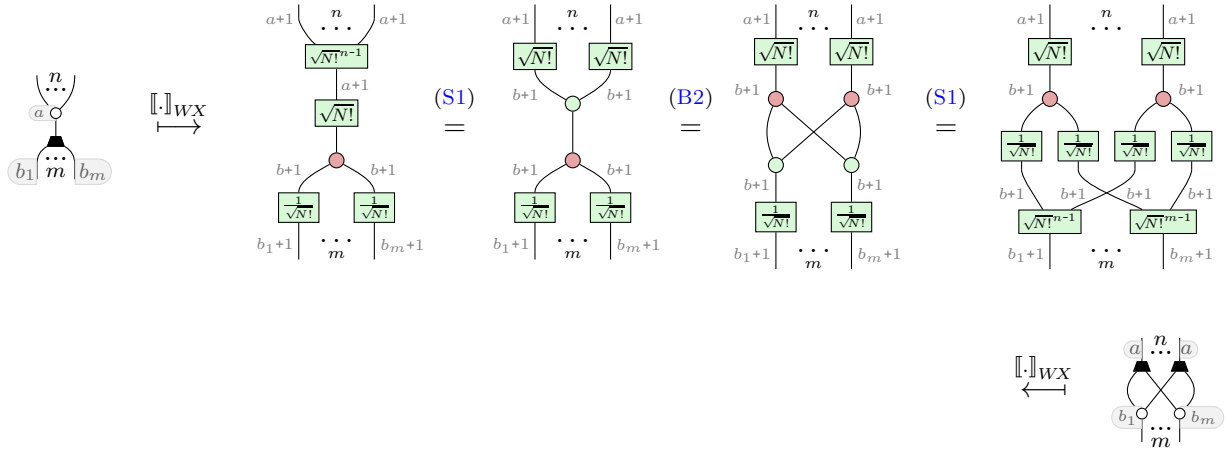 n
...
a
...
b₁ m bₘ
⟦.⟧_WX
⟼
a+1 n a+1
...
√N!ⁿ⁻¹
a+1
√N!
b+1 b+1
1/√N! 1/√N!
b₁+1 ... bₘ+1
m
(S1)
=
a+1 n a+1
...
√N! √N!
b+1 b+1
b+1 b+1
1/√N! 1/√N!
b₁+1 ... bₘ+1
m
(B2)
=
a+1 n a+1
...
√N! √N!
b+1 b+1
b+1 b+1
1/√N! 1/√N!
b₁+1 ... bₘ+1
m
(S1)
=
a+1 n a+1
...
√N! √N!
b+1 b+1
1/√N! 1/√N! 1/√N! 1/√N!
b+1 b+1 b+1 b+1
√N!ⁿ⁻¹ √N!ᵐ⁻¹
b₁+1 ... bₘ+1
m
⟦.⟧_WX
⟻
a n a
...
b₁ bₘ
...
m